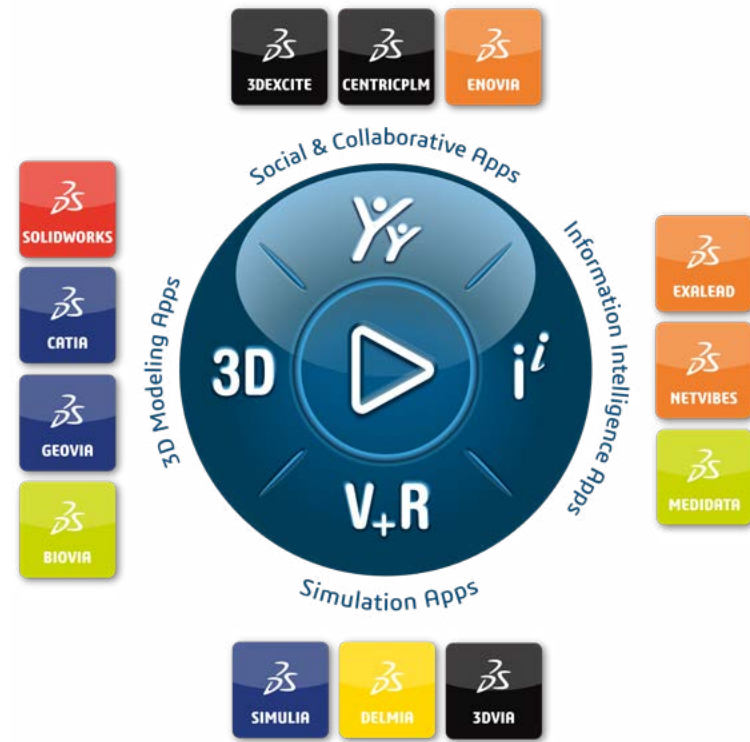 3DEXCITE
CENTRICPLM
ENOVIA
Social & Collaborative Apps
SOLIDWORKS
CATIA
GEOVIA
BIOVIA
3D Modeling Apps
3D
i i
V+R
Information Intelligence Apps
EXALEAD
NETVIBES
MEDIDATA
Simulation Apps
SIMULIA
DELMIA
3DVIA